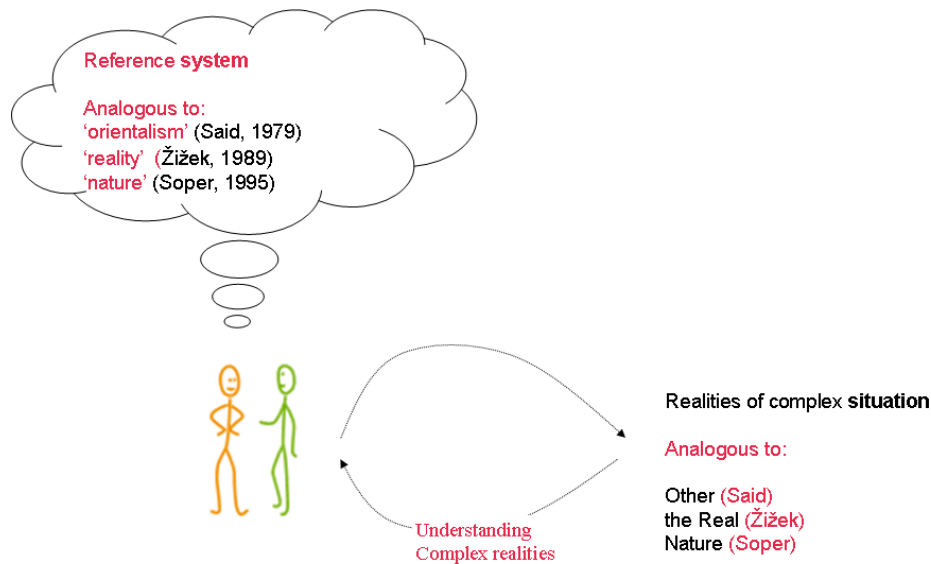 Reference system
Analogous to:
‘orientalism’ (Said, 1979)
‘reality’ (Žižek, 1989)
‘nature’ (Soper, 1995)
Realities of complex situation
Analogous to:
Other (Said)
the Real (Žižek)
Nature (Soper)
Understanding
Complex realities